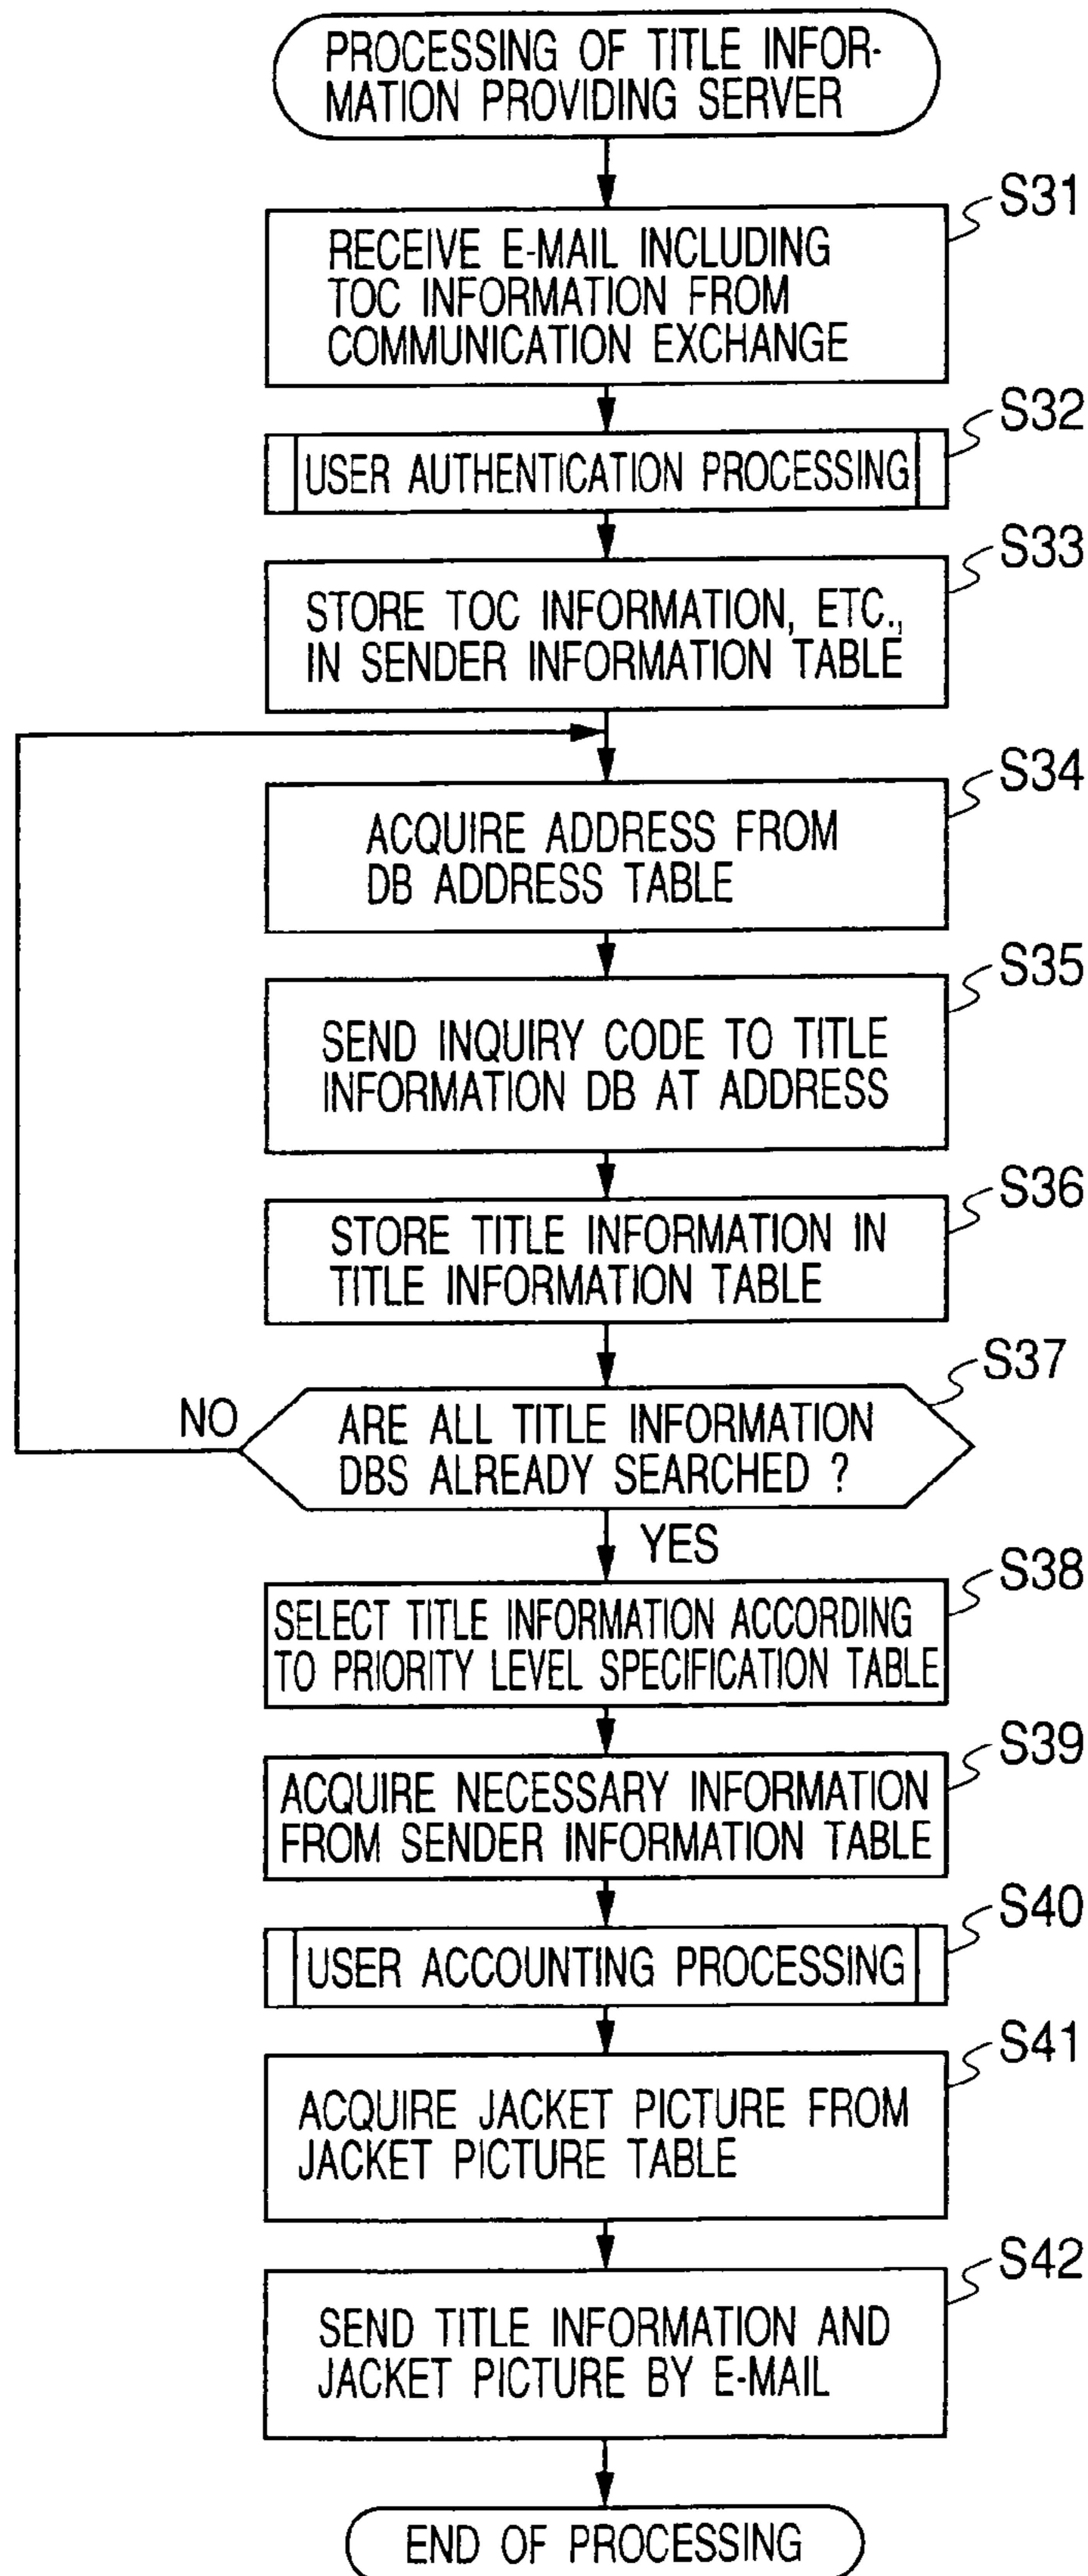 PROCESSING OF TITLE INFOR-
MATION PROVIDING SERVER
S31
RECEIVE E-MAIL INCLUDING
TOC INFORMATION FROM
COMMUNICATION EXCHANGE
S32
USER AUTHENTICATION PROCESSING
S33
STORE TOC INFORMATION, ETC.,
IN SENDER INFORMATION TABLE
S34
ACQUIRE ADDRESS FROM
DB ADDRESS TABLE
S35
SEND INQUIRY CODE TO TITLE
INFORMATION DB AT ADDRESS
S36
STORE TITLE INFORMATION IN
TITLE INFORMATION TABLE
S37
NO
ARE ALL TITLE INFORMATION
DBS ALREADY SEARCHED ?
YES
S38
SELECT TITLE INFORMATION ACCORDING
TO PRIORITY LEVEL SPECIFICATION TABLE
S39
ACQUIRE NECESSARY INFORMATION
FROM SENDER INFORMATION TABLE
S40
USER ACCOUNTING PROCESSING
S41
ACQUIRE JACKET PICTURE FROM
JACKET PICTURE TABLE
S42
SEND TITLE INFORMATION AND
JACKET PICTURE BY E-MAIL
END OF PROCESSING